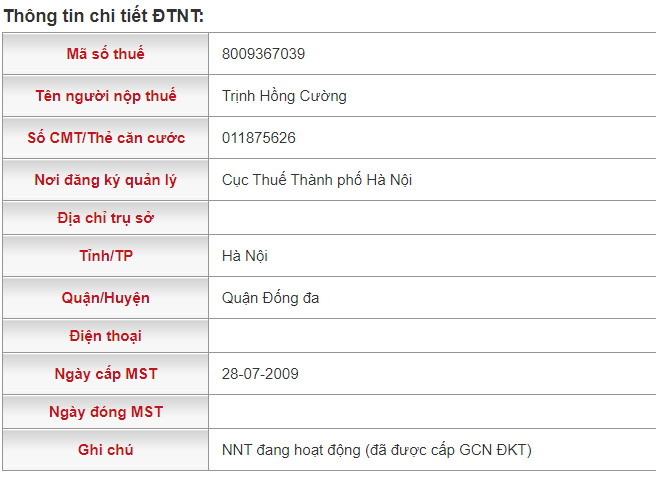 Thông tin chi tiết ĐTNT:
Mã số thuế 8009367039
Tên người nộp thuế Trịnh Hồng Cường
Số CMT/Thẻ căn cước 011875626
Nơi đăng ký quản lý Cục Thuế Thành phố Hà Nội
Địa chỉ trụ sở
Tỉnh/TP Hà Nội
Quận/Huyện Quận Đống đa
Điện thoại
Ngày cấp MST 28-07-2009
Ngày đóng MST
Ghi chú NNT đang hoạt động (đã được cấp GCN ĐKT)